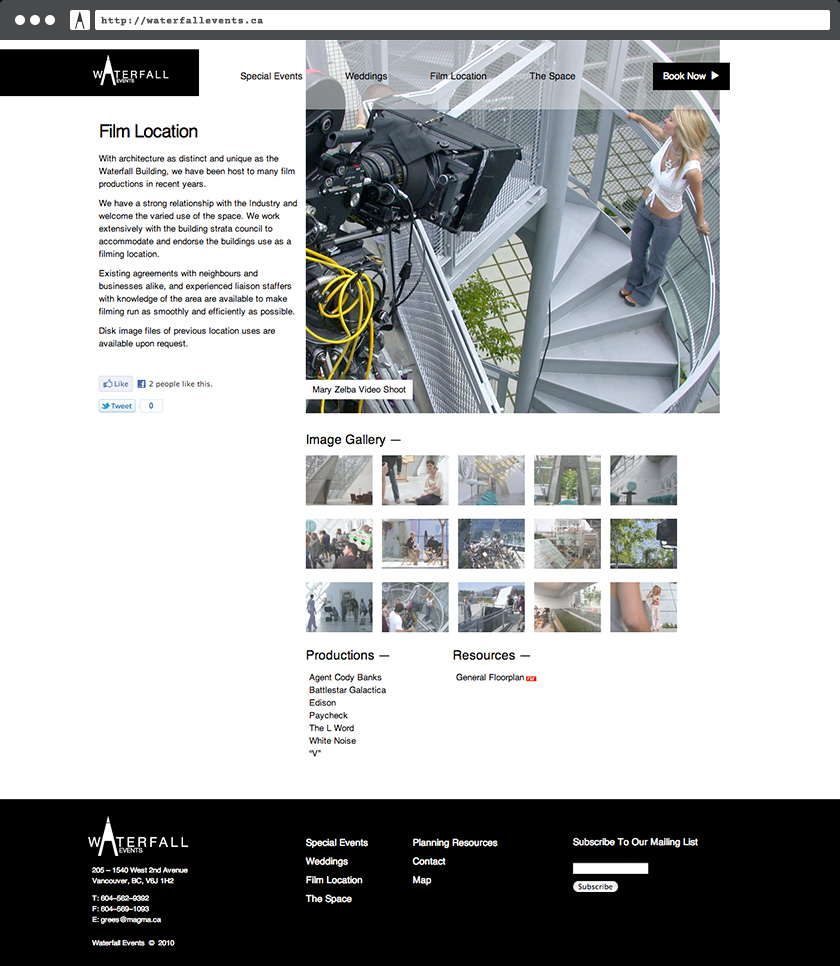 http://waterfallevents.ca
WATERFALL
EVENTS
Special Events
Weddings
Film Location
The Space
Book Now
Film Location
With architecture as distinct and unique as the
Waterfall Building, we have been host to many film
productions in recent years.
We have a strong relationship with the Industry and
welcome the varied use of the space. We work
extensively with the building strata council to
accommodate and endorse the buildings use as a
filming location.
Existing agreements with neighbours and
businesses alike, and experienced liaison staffers
with knowledge of the area are available to make
filming run as smoothly and efficiently as possible.
Disk image files of previous location uses are
available upon request.
Like
2 people like this.
Tweet
0
Mary Zelba Video Shoot
Image Gallery —
Productions —
Agent Cody Banks
Battlestar Galactica
Edison
Paycheck
The L Word
White Noise
“V”
Resources —
General Floorplan
WATERFALL
EVENTS
205 – 1540 West 2nd Avenue
Vancouver, BC, V6J 1H2
T: 604–562–9392
F: 604–569–1093
E: grees@magma.ca
Waterfall Events © 2010
Special Events
Weddings
Film Location
The Space
Planning Resources
Contact
Map
Subscribe To Our Mailing List
Subscribe